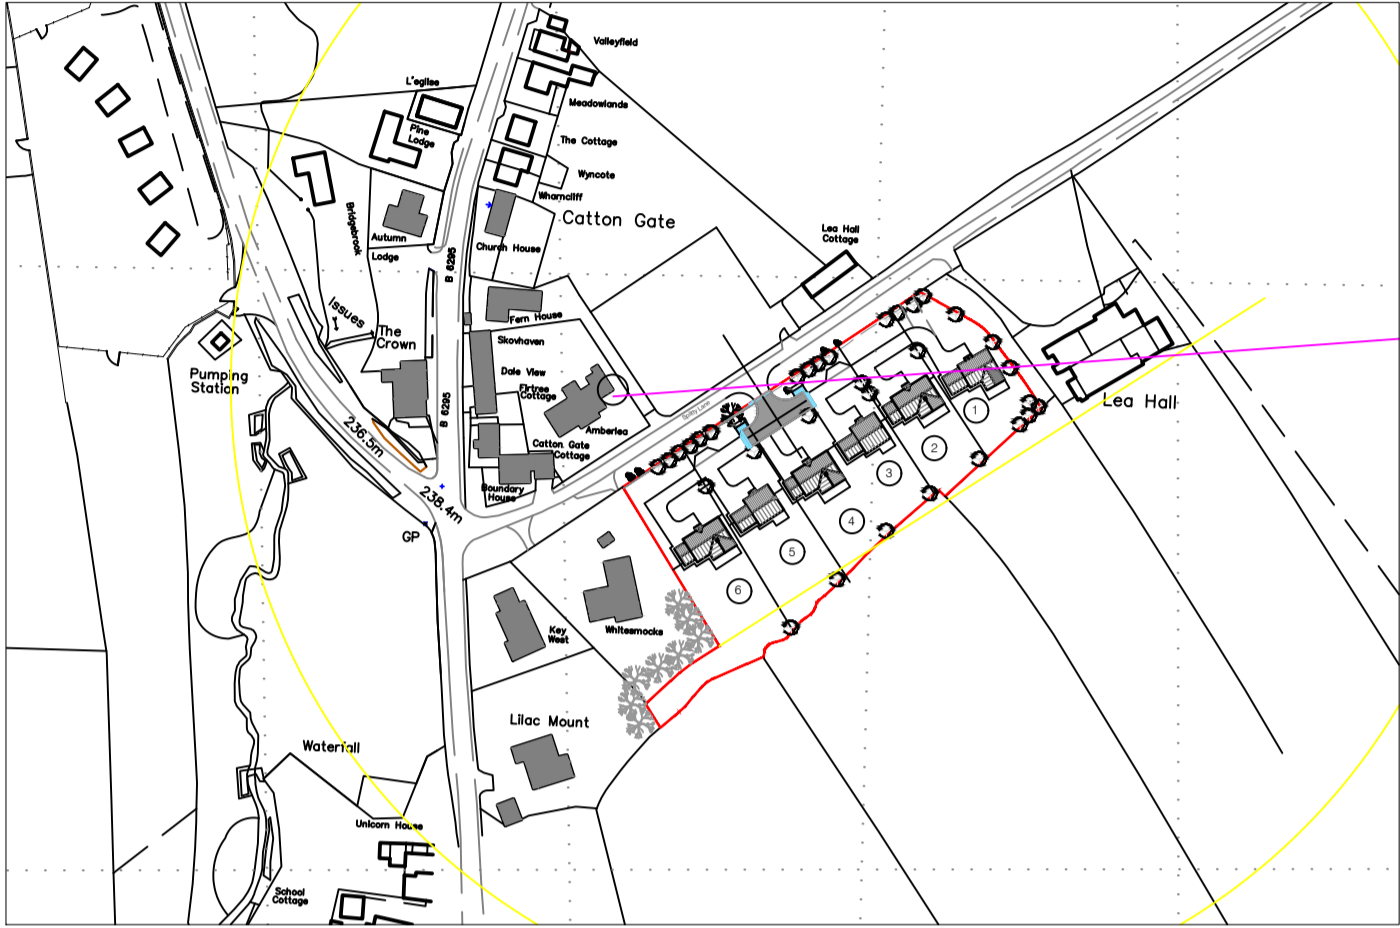 Valleyfield
L'eglise
Meadowlands
Pine
Lodge
The Cottage
Wyncote
Wharncliff
Catton Gate
Bridgebrook
Autumn
Lodge
Church House
B 6295
Lea Hall
Cottage
Issues
The
Crown
Fern House
Skovhaven
Dale View
Firtree
Cottage
Pumping
Station
B 6295
Amberlea
Splity Lane
Lea Hall
1
2
3
4
5
6
236.5m
Catton Gate
Cottage
Boundary
House
238.4m
GP
Key
West
Whitesmocks
Lilac Mount
Waterfall
Unicorn House
School
Cottage